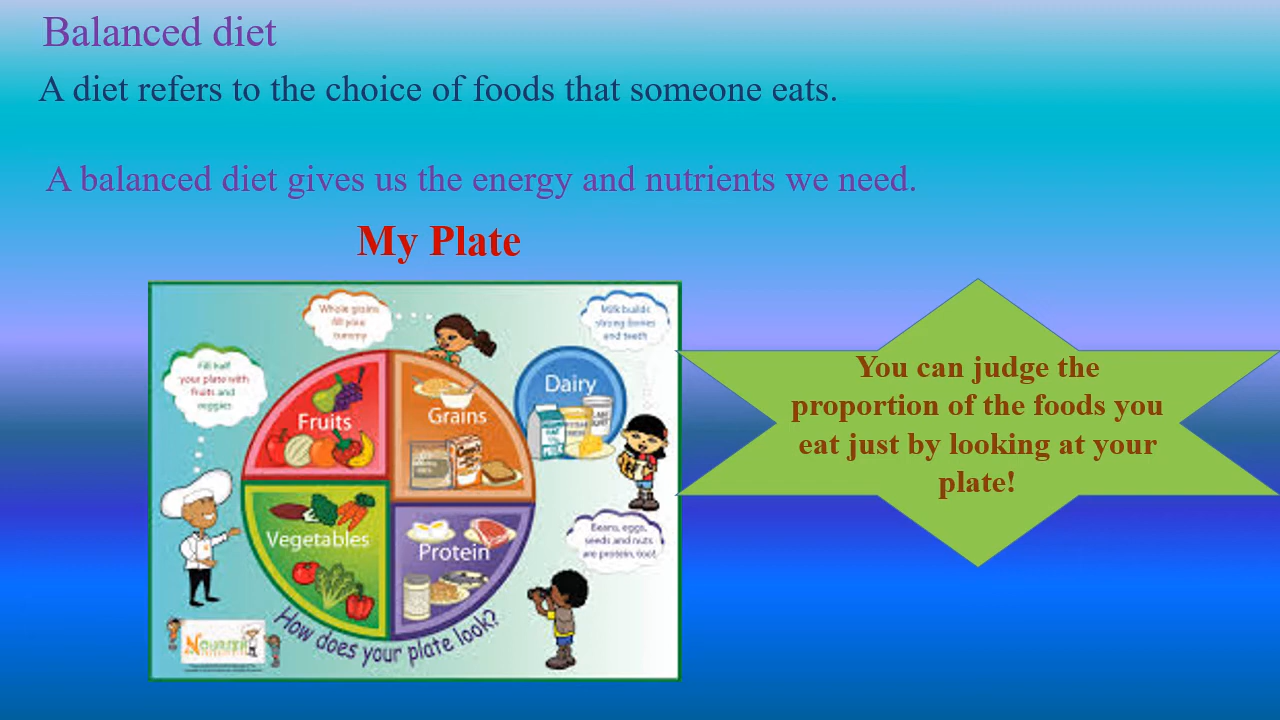 Balanced diet
A diet refers to the choice of foods that someone eats.
A balanced diet gives us the energy and nutrients we need.
My Plate
Whole grains
fill your
tummy
Milk builds
strong bones
and teeth
Fill half
your plate with
fruits and
veggies
Fruits
Grains
Dairy
MILK
Vegetables
Protein
Beans, eggs,
seeds and nuts
are protein, too!
How does your plate look?
You can judge the
proportion of the foods you
eat just by looking at your
plate!